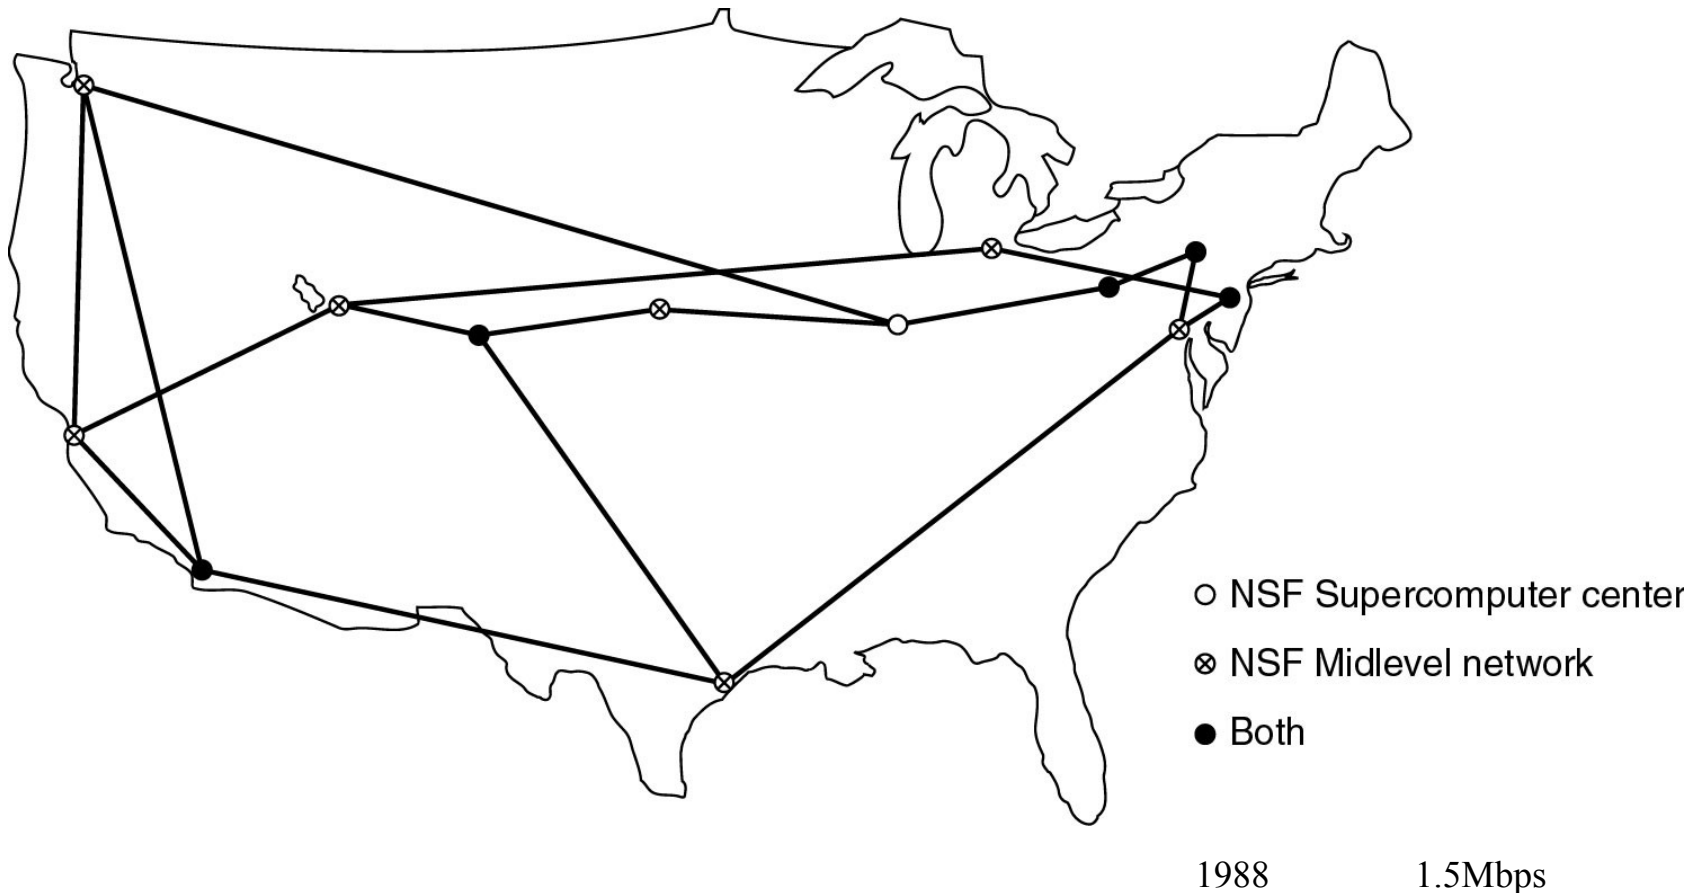 NSF Supercomputer center
NSF Midlevel network
Both
1988 1.5Mbps